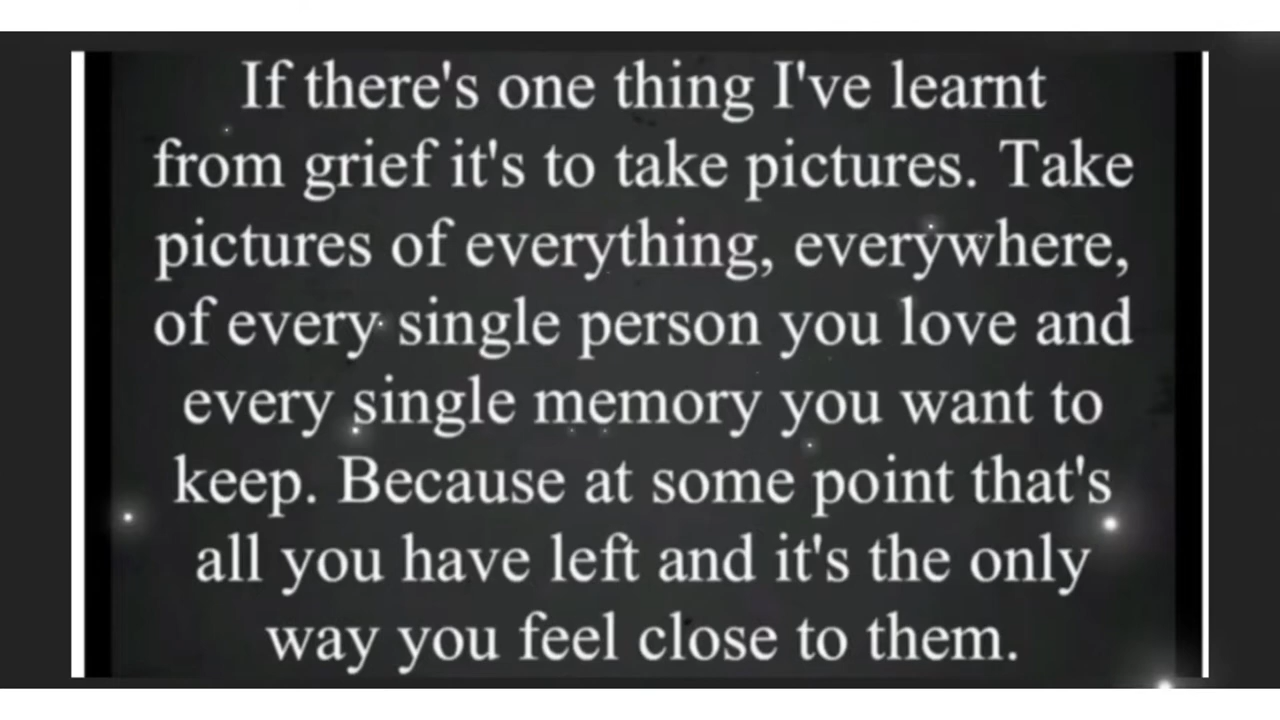 If there's one thing I've learnt
from grief it's to take pictures. Take
pictures of everything, everywhere,
of every single person you love and
every single memory you want to
keep. Because at some point that's
all you have left and it's the only
way you feel close to them.